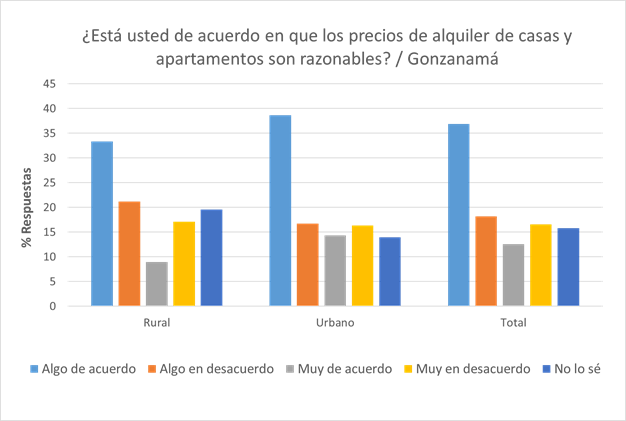 ¿Está usted de acuerdo en que los precios de alquiler de casas y
apartamentos son razonables? / Gonzanamá
45
40
35
30
25
20
15
10
5
0
% Respuestas
Rural Urbano Total
Algo de acuerdo Algo en desacuerdo Muy de acuerdo Muy en desacuerdo No lo sé